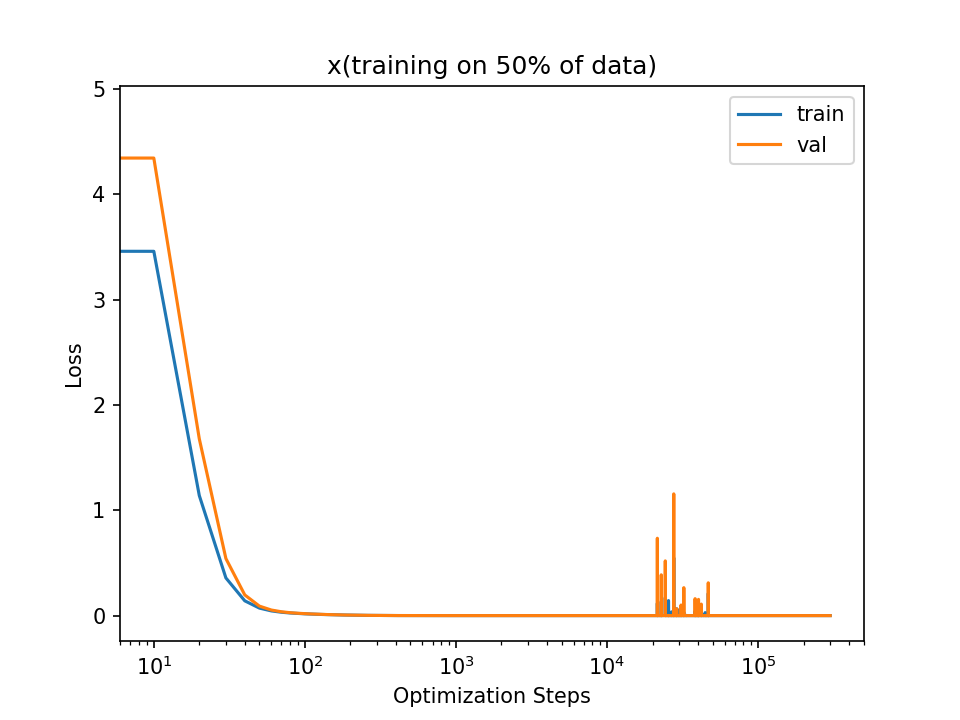 x(training on 50% of data)
train
val
5
4
3
2
1
0
Loss
10¹
10²
10³
10⁴
10⁵
Optimization Steps